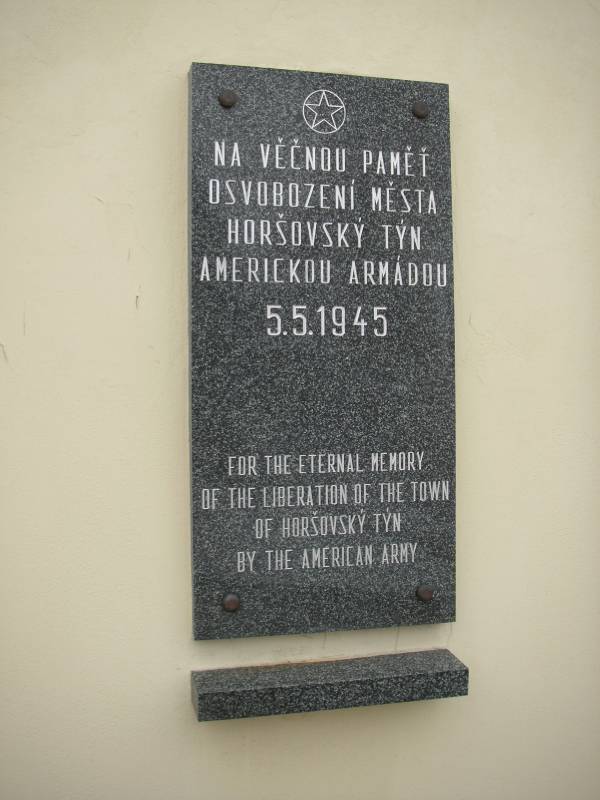 NA VĚČNOU PAMĚŤ
OSVOBOZENÍ MĚSTA
HORŠOVSKÝ TÝN
AMERICKOU ARMÁDOU
5.5.1945
FOR THE ETERNAL MEMORY
OF THE LIBERATION OF THE TOWN
OF HORŠOVSKÝ TÝN
BY THE AMERICAN ARMY